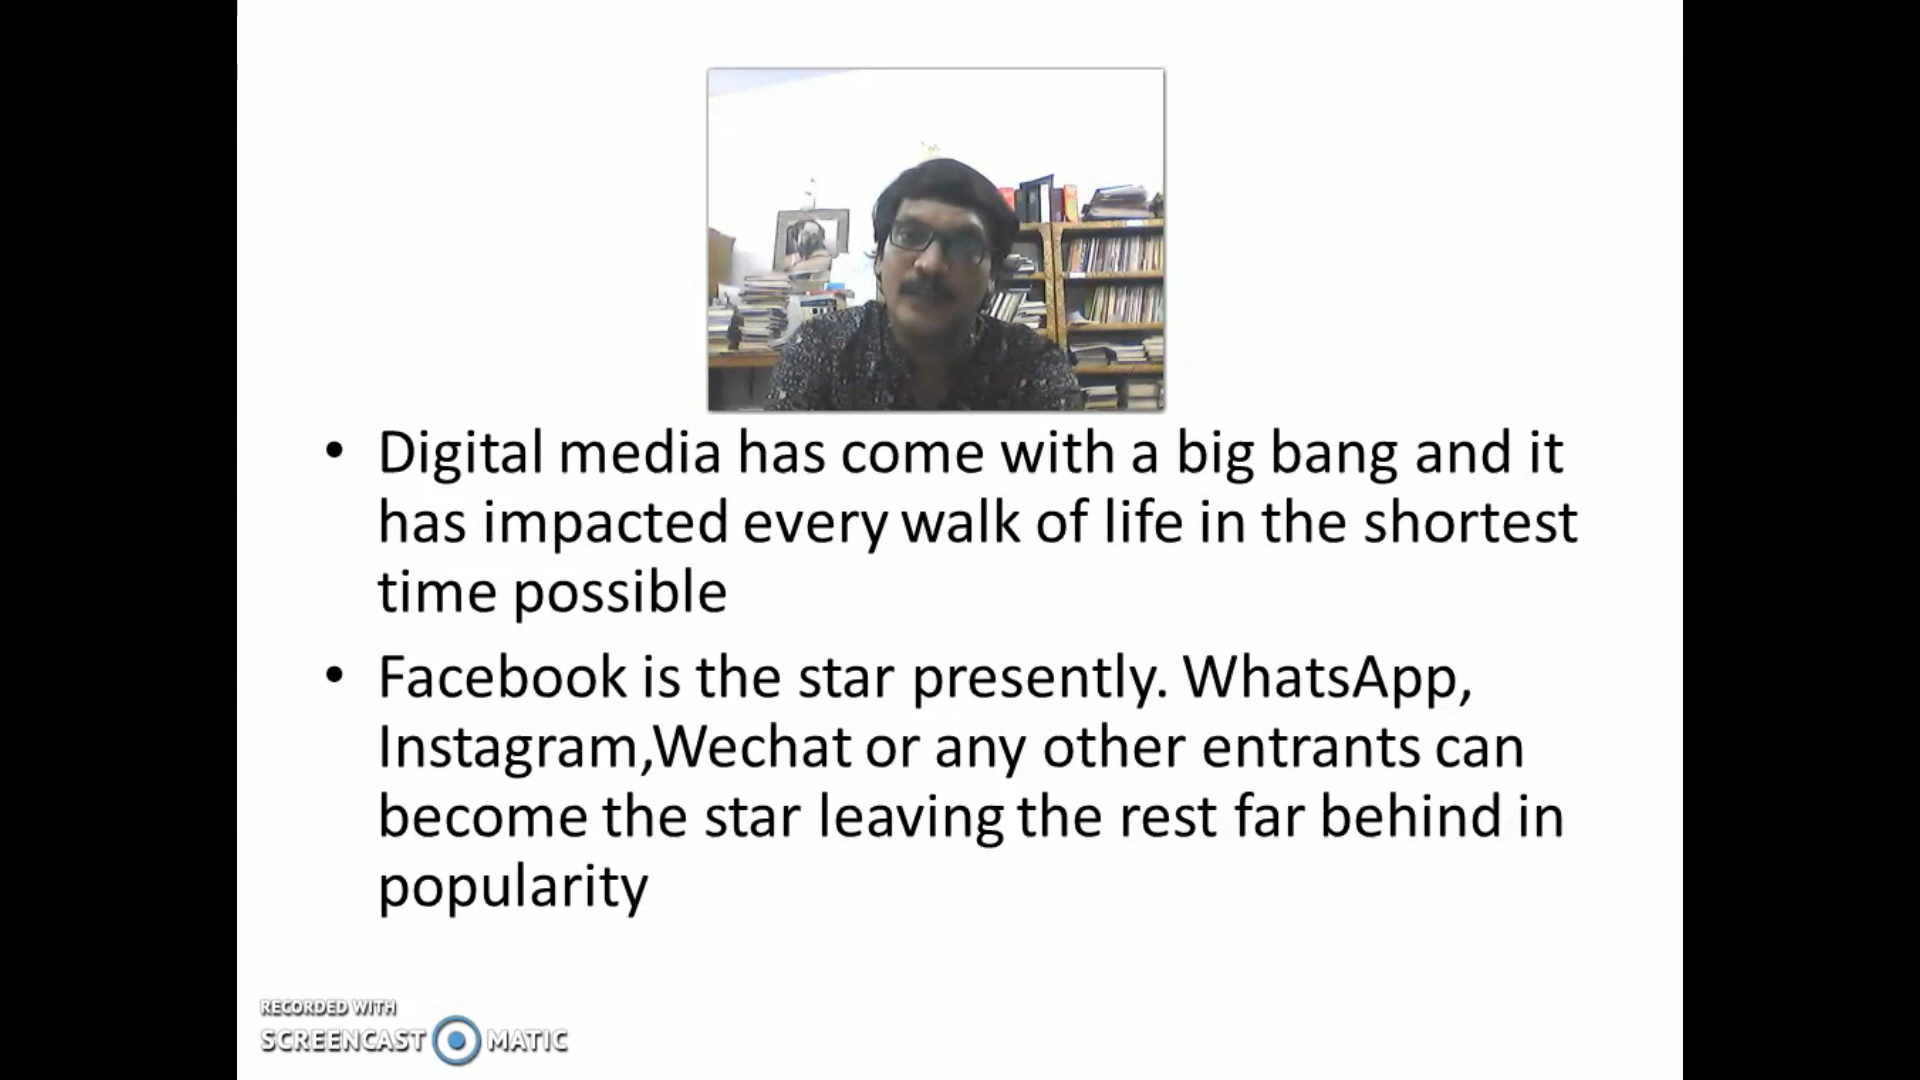 • Digital media has come with a big bang and it
has impacted every walk of life in the shortest
time possible
• Facebook is the star presently. WhatsApp,
Instagram,Wechat or any other entrants can
become the star leaving the rest far behind in
popularity
RECORDED WITH
SCREENCAST MATIC